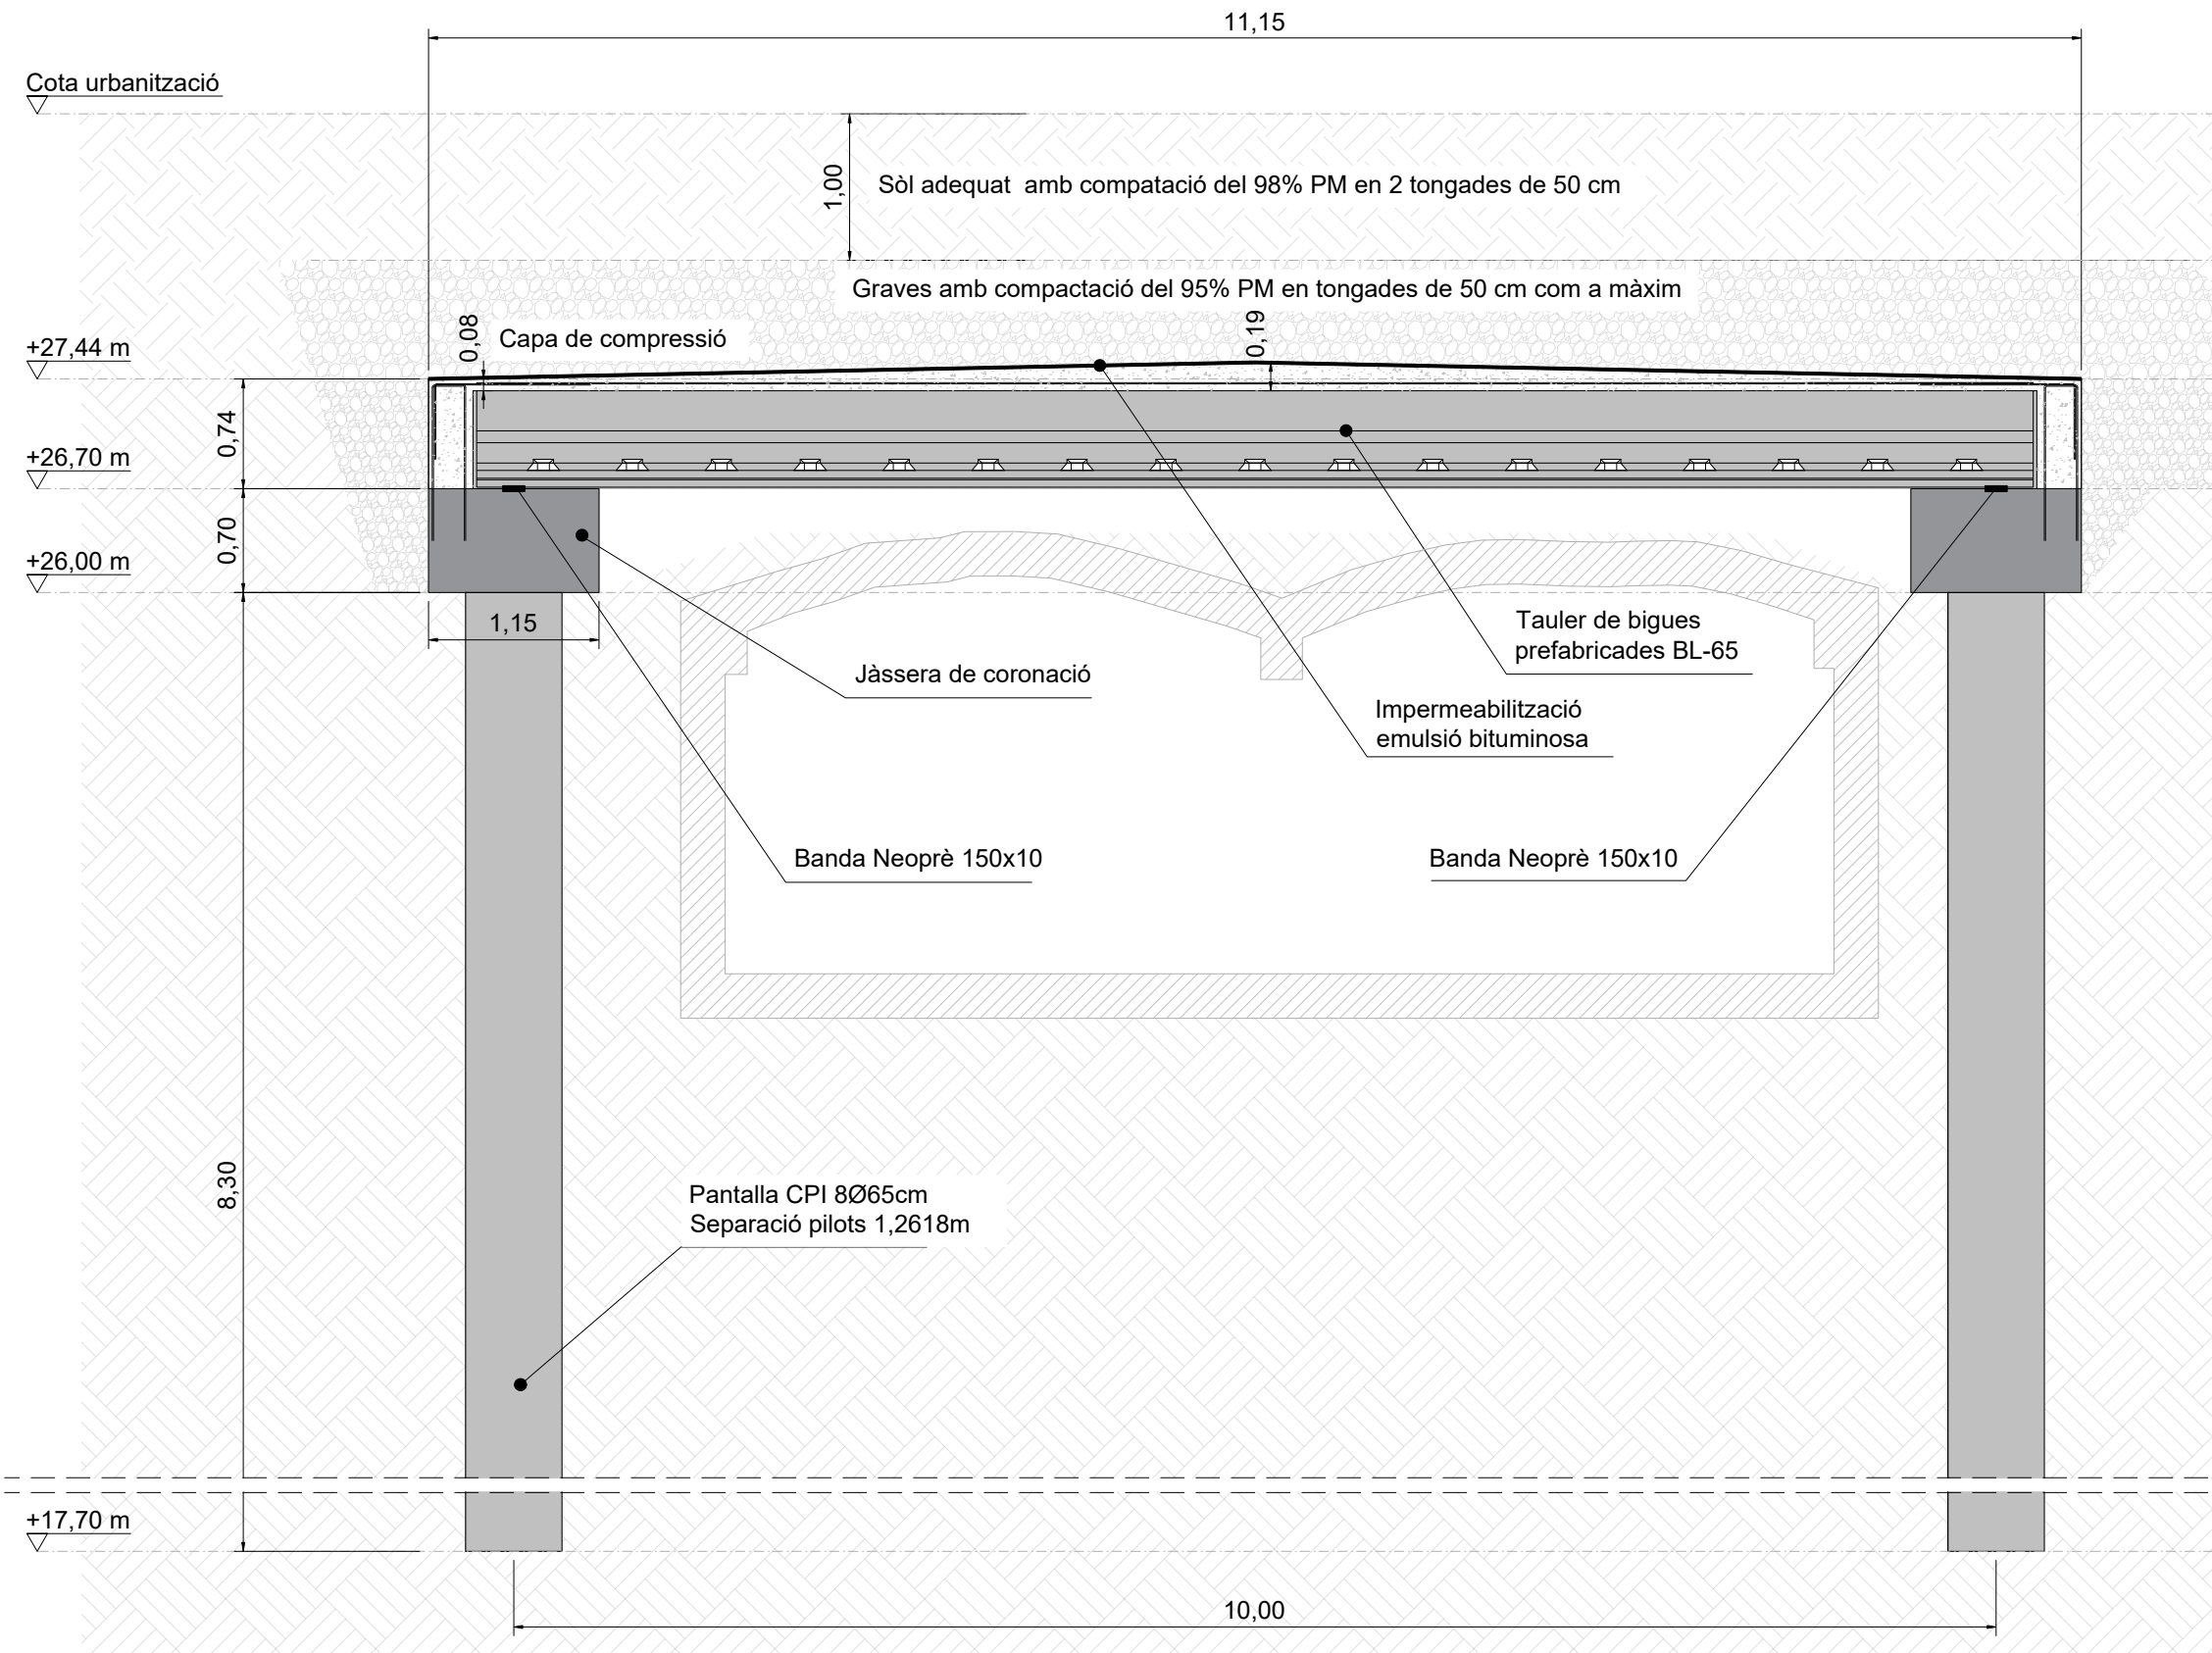 11,15
Cota urbanització
1,00
Sòl adequat  amb compatació del 98% PM en 2 tongades de 50 cm
Graves amb compactació del 95% PM en tongades de 50 cm com a màxim
0,08
Capa de compressió
0,19
+27,44 m
0,74
+26,70 m
0,70
+26,00 m
1,15
Jàssera de coronació
Tauler de bigues
prefabricades BL-65
Impermeabilització
emulsió bituminosa
Banda Neoprè 150x10
Banda Neoprè 150x10
8,30
Pantalla CPI 8Ø65cm
Separació pilots 1,2618m
+17,70 m
10,00